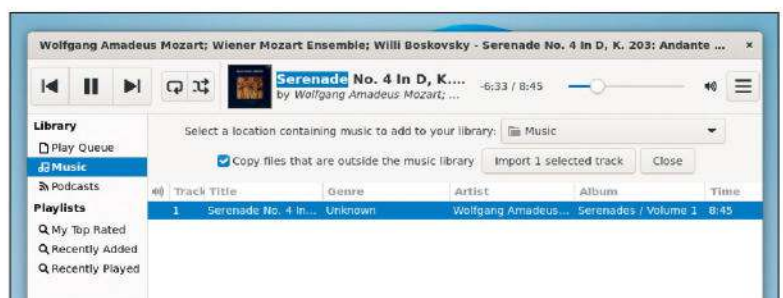 Wolfgang Amadeus Mozart; Wiener Mozart Ensemble; Willi Boskovsky - Serenade No. 4 In D, K. 203: Andante ... ×
Serenade No. 4 In D, K....
by Wolfgang Amadeus Mozart; ...
-6:33 / 8:45
Library
Select a location containing music to add to your library: Music
Play Queue
Music
Copy files that are outside the music library Import 1 selected track Close
Podcasts
Track Title Genre Artist Album Time
Playlists
1 Serenade No. 4 In... Unknown Wolfgang Amadeus... Serenades / Volume 1 8:45
My Top Rated
Recently Added
Recently Played